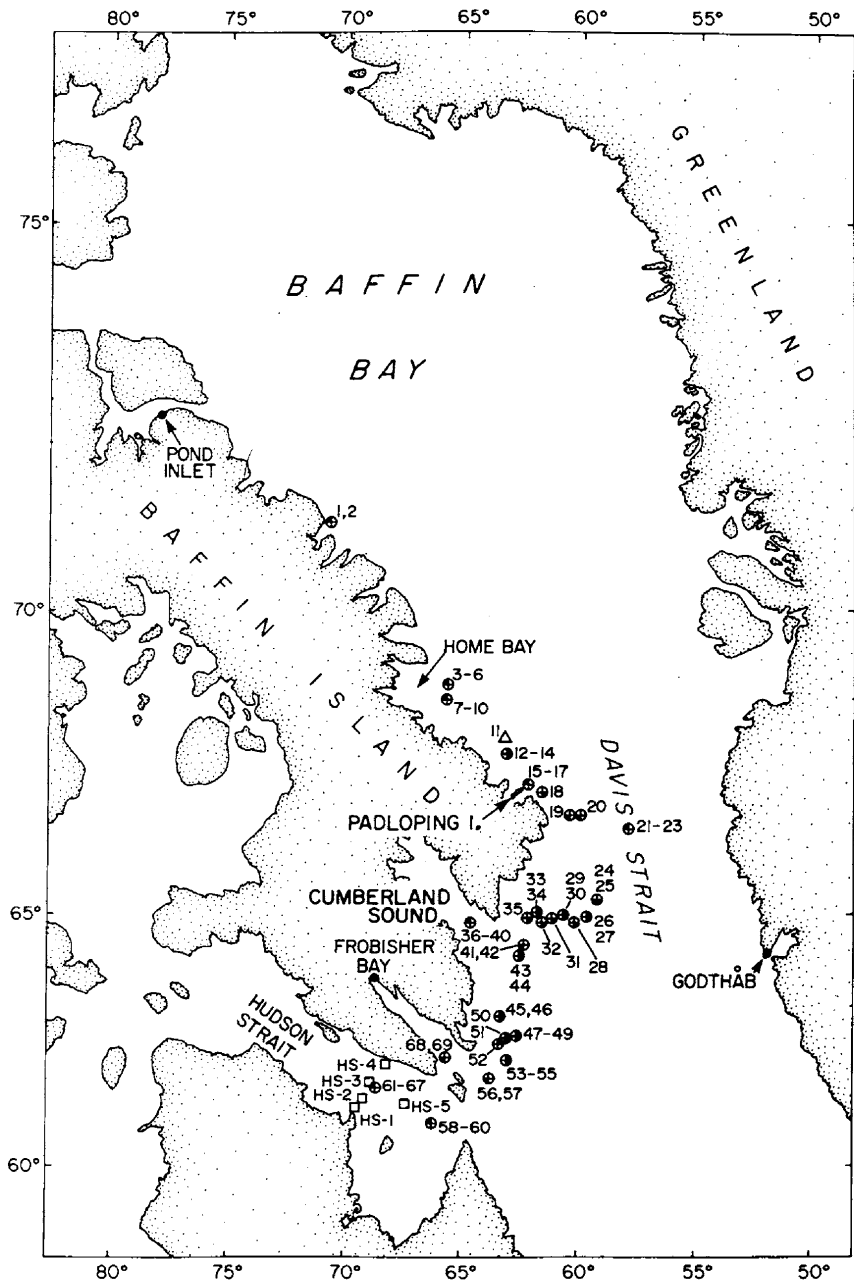 80° 75° 70° 65° 60° 55° 50°
75°
GREENLAND
BAFFIN
BAY
POND
INLET
1,2
BAFFIN ISLAND
70°
HOME BAY
3-6
7-10
11
12-14
15-17
18
19 20
21-23
DAVIS STRAIT
PADLOPING I.
33
34
29
30
24
25
CUMBERLAND
SOUND
65°
35
26
27
36-40
32
31
28
41,42
43
44
FROBISHER
BAY
GODTHÅB
HUDSON
STRAIT
50 45,46
51 47-49
52
53-55
56,57
68,69
HS-4
HS-3 61-67
HS-2
HS-1
HS-5
58-60
60°
80° 75° 70° 65° 60° 55° 50°